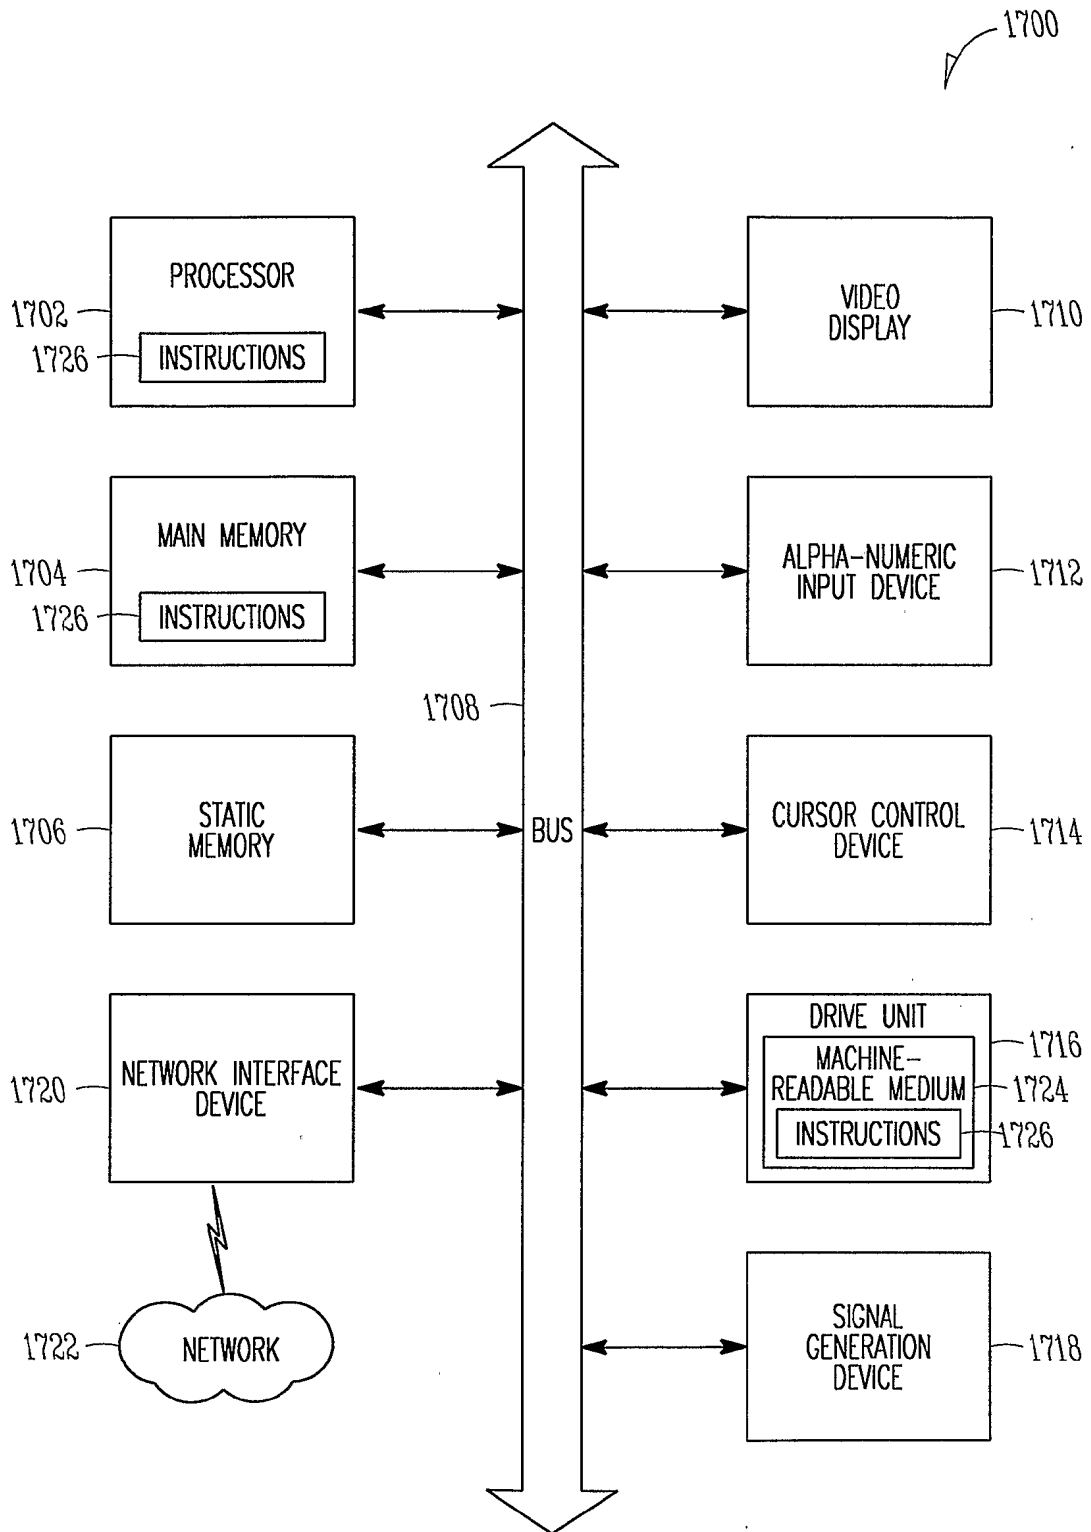 1700
PROCESSOR
1702
1726
INSTRUCTIONS
VIDEO
DISPLAY
1710
MAIN MEMORY
1704
1726
INSTRUCTIONS
ALPHA-NUMERIC
INPUT DEVICE
1712
1708
STATIC
MEMORY
1706
BUS
CURSOR CONTROL
DEVICE
1714
NETWORK INTERFACE
DEVICE
1720
DRIVE UNIT
1716
MACHINE-
READABLE MEDIUM
1724
INSTRUCTIONS
1726
1722
NETWORK
SIGNAL
GENERATION
DEVICE
1718